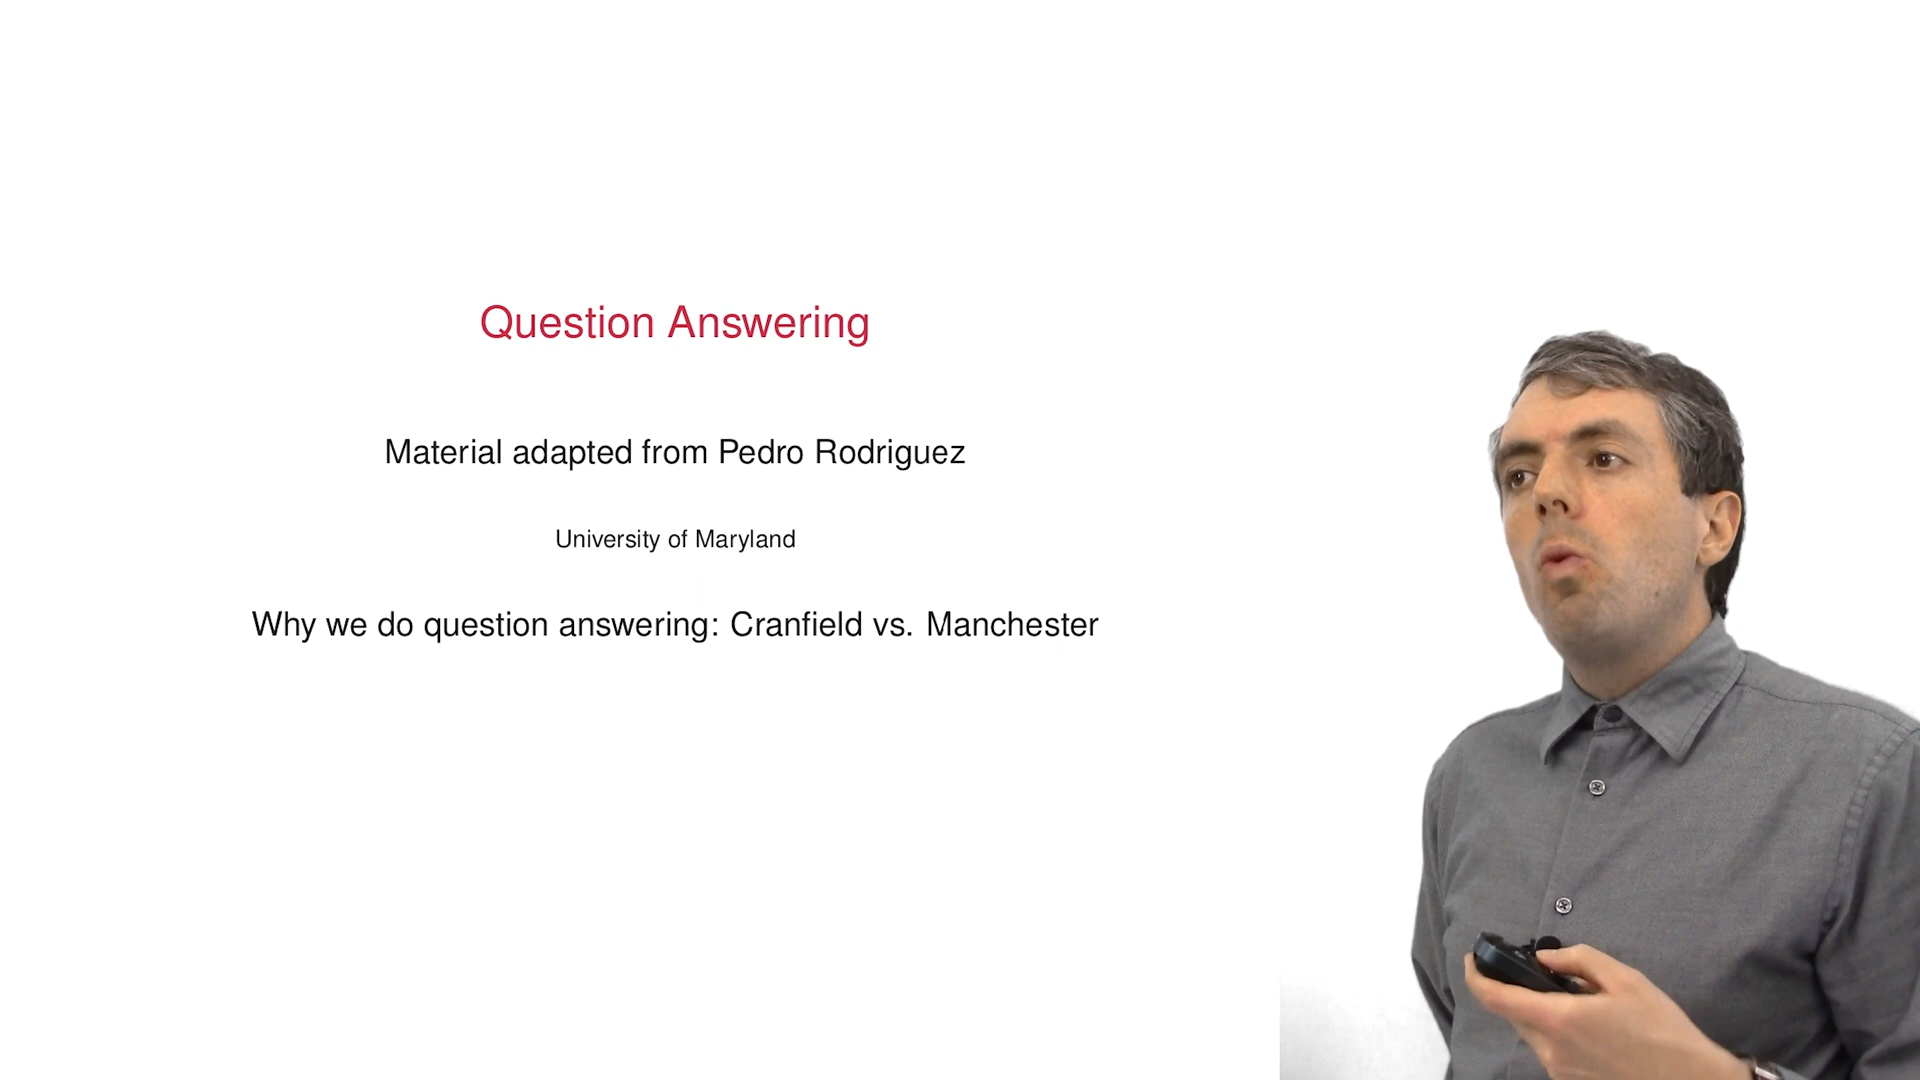 Question Answering
Material adapted from Pedro Rodriguez
University of Maryland
Why we do question answering: Cranfield vs. Manchester